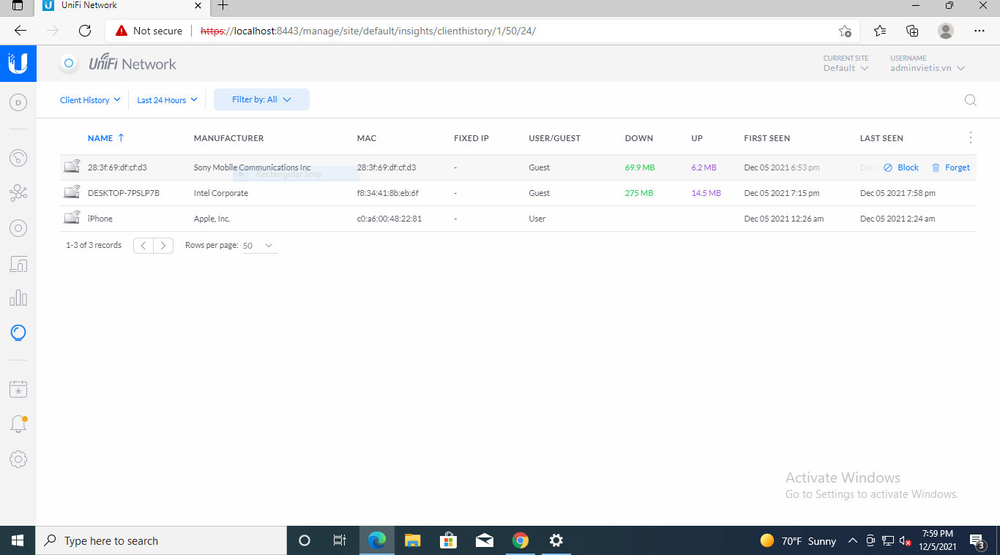 UniFi Network
Not secure https://localhost:8443/manage/site/default/insights/clienthistory/1/50/24/
UniFi Network
CURRENT SITE
Default
USERNAME
adminvietis.vn
D
Client History Last 24 Hours Filter by: All
NAME MANUFACTURER MAC FIXED IP USER/GUEST DOWN UP FIRST SEEN LAST SEEN
28:3f:69:df:cf:d3 Sony Mobile Communications Inc 28:3f:69:df:cf:d3 - Guest 69.9 MB 6.2 MB Dec 05 2021 6:53 pm Dec Block Forget
Rectangular Snip
DESKTOP-7PSLP7B Intel Corporate f8:34:41:8b:eb:6f - Guest 275 MB 14.5 MB Dec 05 2021 7:15 pm Dec 05 2021 7:58 pm
iPhone Apple, Inc. c0:a6:00:48:22:81 - User Dec 05 2021 12:26 am Dec 05 2021 2:24 am
1-3 of 3 records Rows per page: 50
Activate Windows
Go to Settings to activate Windows.
Type here to search 70°F Sunny 7:59 PM
12/5/2021
3